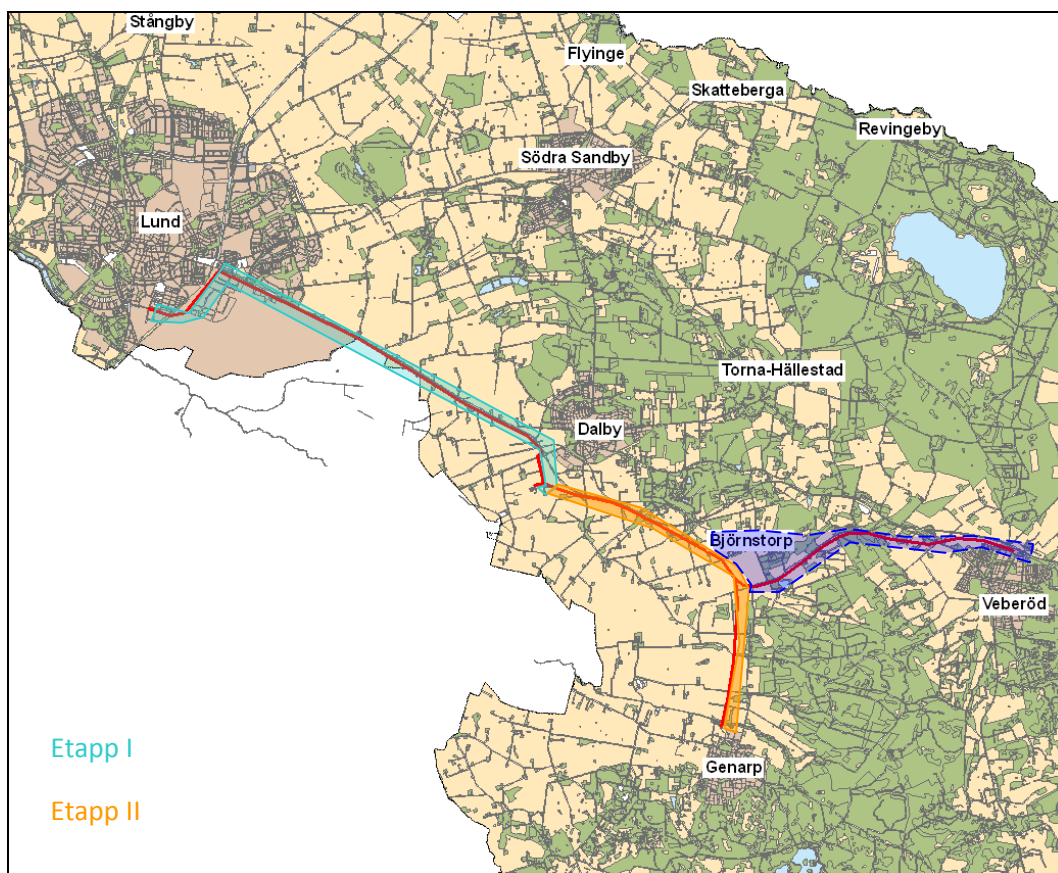 Stångby
Flyinge
Skatteberga
Revingeby
Södra Sandby
Lund
Torna-Hällestad
Dalby
Björnstorp
Veberöd
Genarp
Etapp I
Etapp II